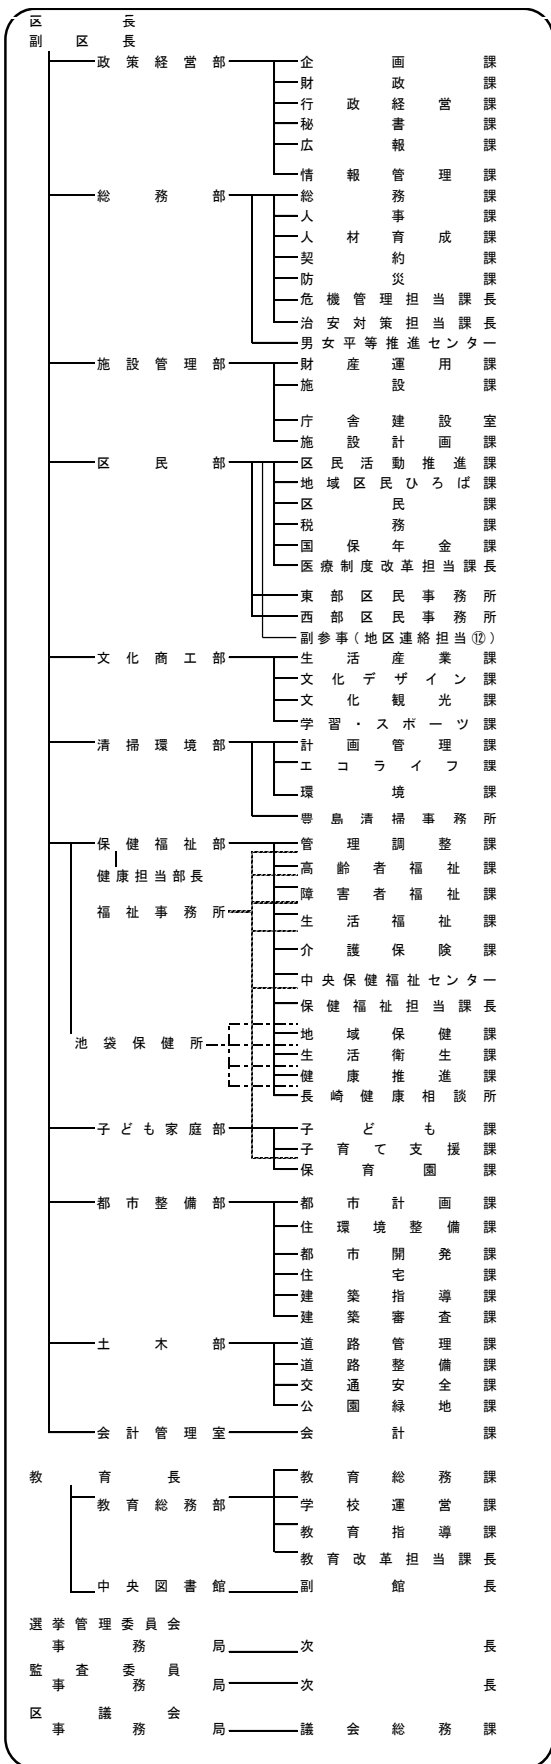 区長
副区長
政策経営部 企画課
財政課
行政経営課
秘書課
広報課
情報管理課
総務部 総務課
人事課
人材育成課
契約課
防災課
危機管理担当課長
治安対策担当課長
男女平等推進センター
施設管理部 財産運用課
施設課
庁舎建設室
施設計画課
区民部 区民活動推進課
地域区民ひろば課
区民課
税務課
国保年金課
医療制度改革担当課長
東部区民事務所
西部区民事務所
副参事(地区連絡担当⑫)
文化商工部 生活産業課
文化デザイン課
文化観光課
学習・スポーツ課
清掃環境部 計画管理課
エコライフ課
環境課
豊島清掃事務所
保健福祉部 管理調整課
高齢者福祉課
健康担当部長
障害者福祉課
福祉事務所
生活福祉課
介護保険課
中央保健福祉センター
保健福祉担当課長
地域保健課
池袋保健所
生活衛生課
健康推進課
長崎健康相談所
子ども家庭部 子ども課
子育て支援課
保育園課
都市整備部 都市計画課
住環境整備課
都市開発課
住宅課
建築指導課
建築審査課
土木部 道路管理課
道路整備課
交通安全課
公園緑地課
会計管理室 会計課
教育長 教育総務課
教育総務部 学校運営課
教育指導課
教育改革担当課長
中央図書館 副館長
選挙管理委員会
事務局 次長
監査委員
事務局 次長
区議会
事務局 議会総務課